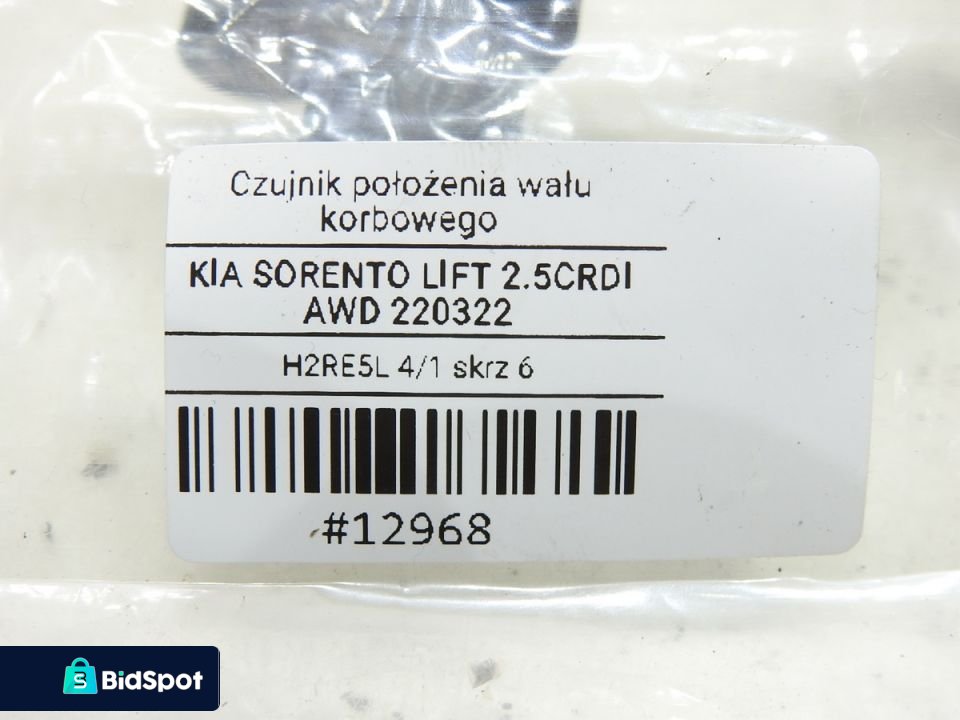 Czujnik położenia wału
korbowego
KIA SORENTO LIFT 2.5CRDI
AWD 220322
H2RE5L 4/1 skrz 6
#12968
BidSpot